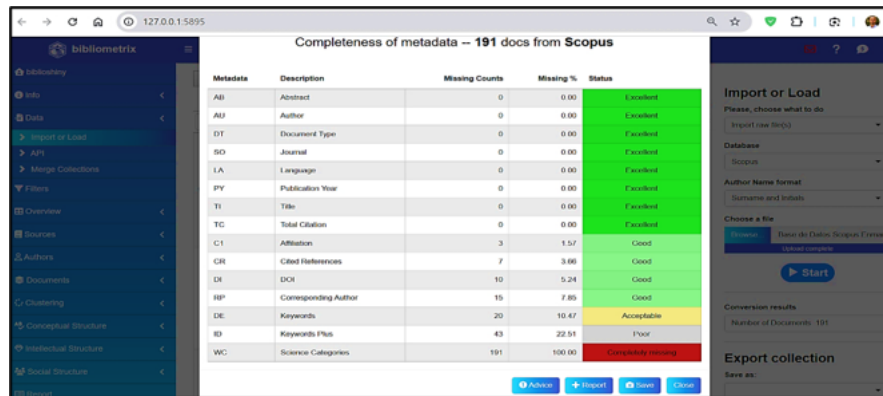 127.0.0.1:5895
bibliometrix
biblioshiny
Info
Data
Import or Load
API
Merge Collections
Filters
Overview
Sources
Authors
Documents
Clustering
Conceptual Structure
Intellectual Structure
Social Structure
Report
Completeness of metadata -- 191 docs from Scopus
Metadata Description Missing Counts Missing % Status
AB Abstract 0 0.00 Excellent
AU Author 0 0.00 Excellent
DT Document Type 0 0.00 Excellent
SO Journal 0 0.00 Excellent
LA Language 0 0.00 Excellent
PY Publication Year 0 0.00 Excellent
TI Title 0 0.00 Excellent
TC Total Citation 0 0.00 Excellent
C1 Affiliation 3 1.57 Good
CR Cited References 7 3.66 Good
DI DOI 10 5.24 Good
RP Corresponding Author 15 7.85 Good
DE Keywords 20 10.47 Acceptable
ID Keywords Plus 43 22.51 Poor
WC Science Categories 191 100.00 Completely missing
Advice Report Save Close
Import or Load
Please, choose what to do
Import raw file(s)
Database
Scopus
Author Name format
Surname and Initials
Choose a file
Browse... Base de Datos Scopus
Upload complete
Start
Conversion results
Number of Documents 191
Export collection
Save as: